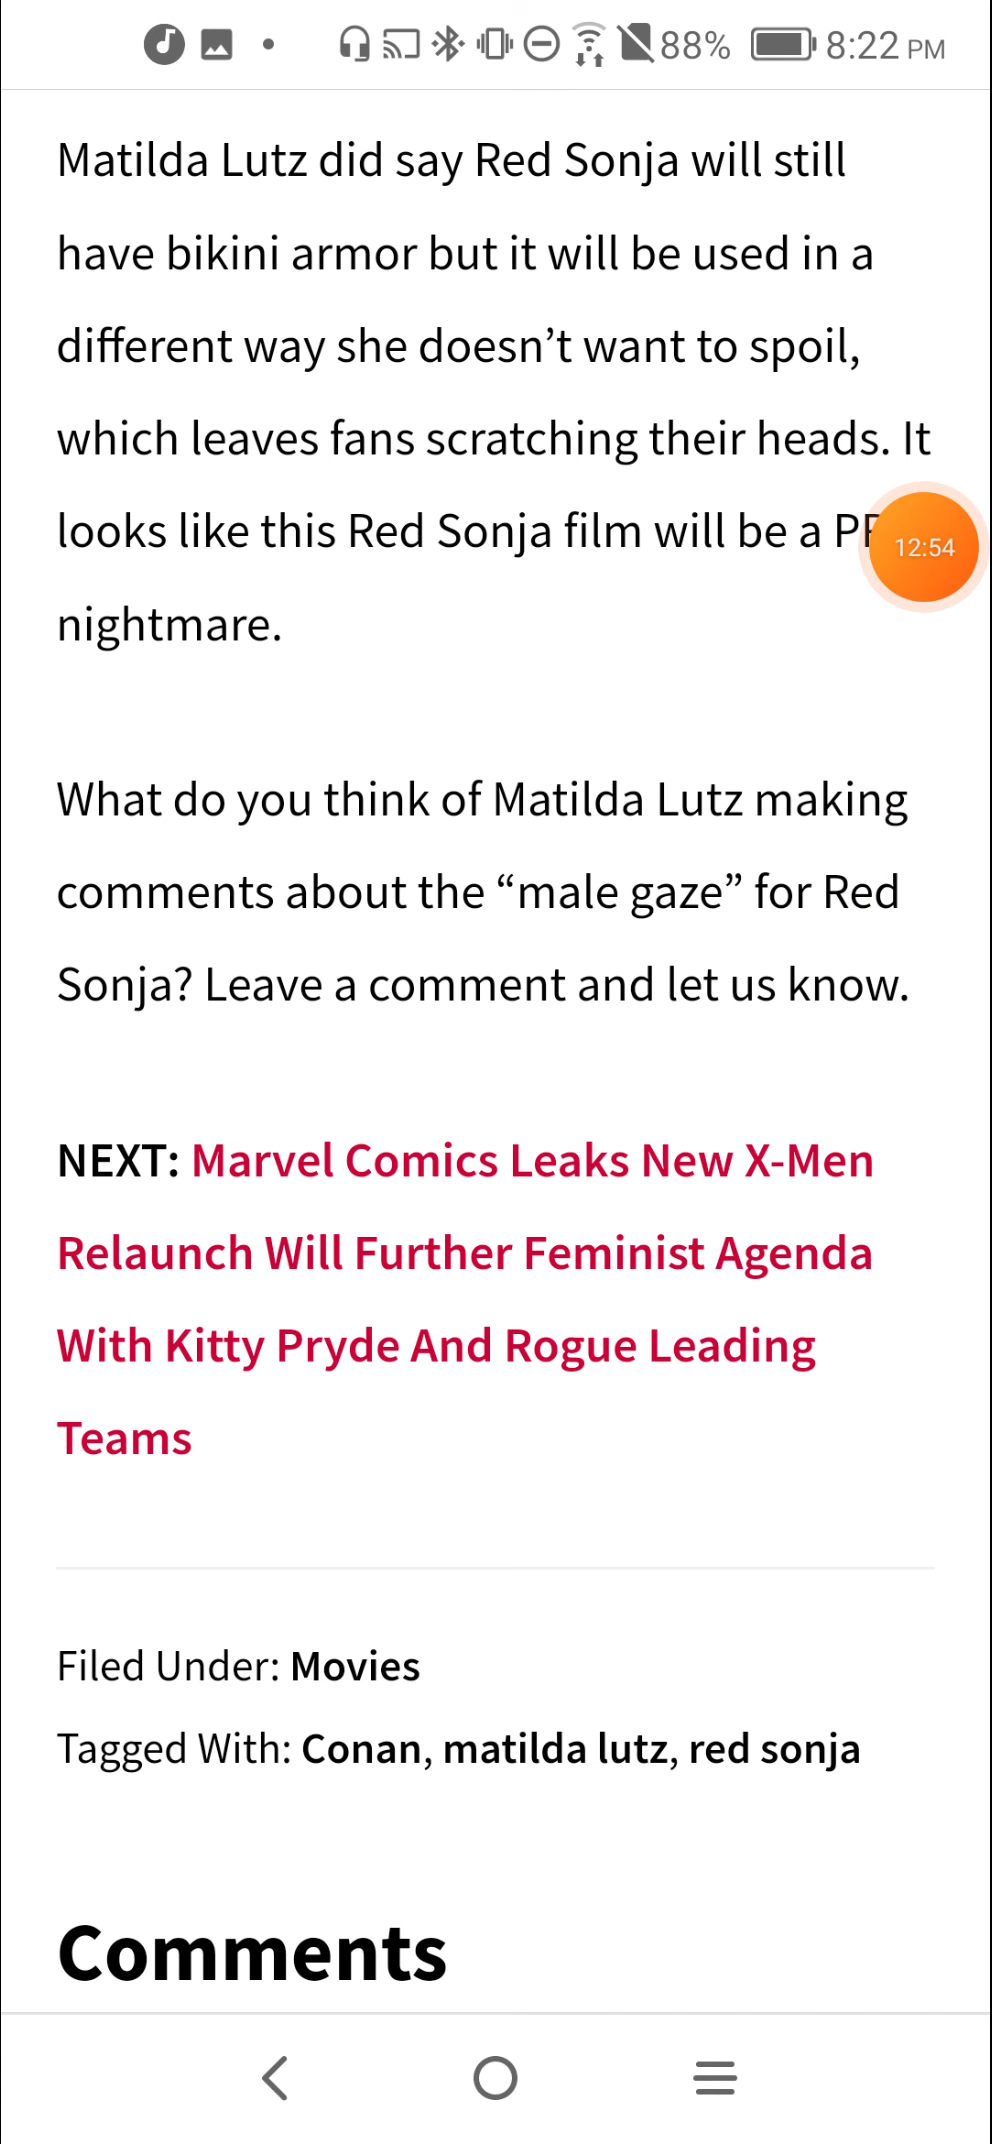 88% 8:22 PM
Matilda Lutz did say Red Sonja will still
have bikini armor but it will be used in a
different way she doesn’t want to spoil,
which leaves fans scratching their heads. It
looks like this Red Sonja film will be a
12:54
nightmare.
What do you think of Matilda Lutz making
comments about the “male gaze” for Red
Sonja? Leave a comment and let us know.
NEXT: Marvel Comics Leaks New X-Men
Relaunch Will Further Feminist Agenda
With Kitty Pryde And Rogue Leading
Teams
Filed Under: Movies
Tagged With: Conan, matilda lutz, red sonja
Comments